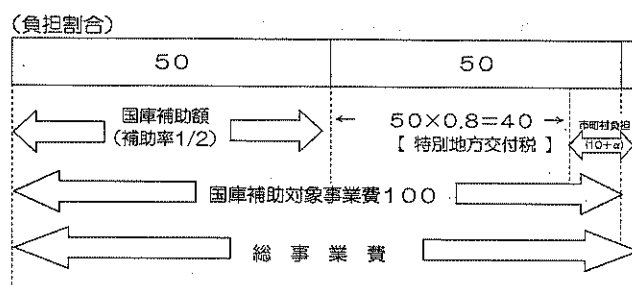 (負担割合)
50
50
国庫補助額
(補助率1/2)
← 50×0.8=40 →
【 特別地方交付税 】
市町村負担
(10+α)
国庫補助対象事業費100
総事業費